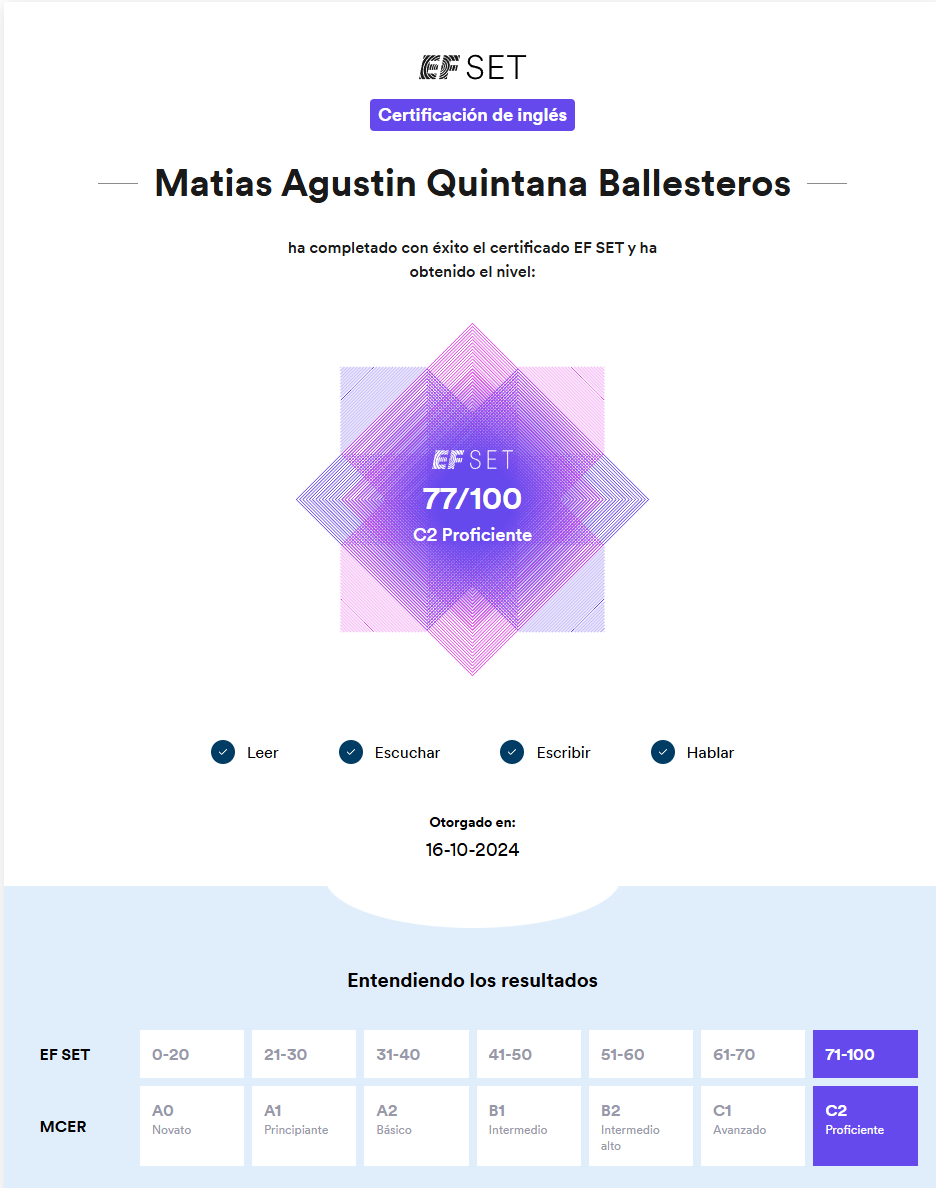 EF SET
Certificación de inglés
Matias Agustin Quintana Ballesteros
ha completado con éxito el certificado EF SET y ha
obtenido el nivel:
EF SET
77/100
C2 Proficiente
Leer Escuchar Escribir Hablar
Otorgado en:
16-10-2024
Entendiendo los resultados
EF SET 0-20 21-30 31-40 41-50 51-60 61-70 71-100
MCER A0 A1 A2 B1 B2 C1 C2
Novato Principiante Básico Intermedio Intermedio Avanzado Proficiente
alto